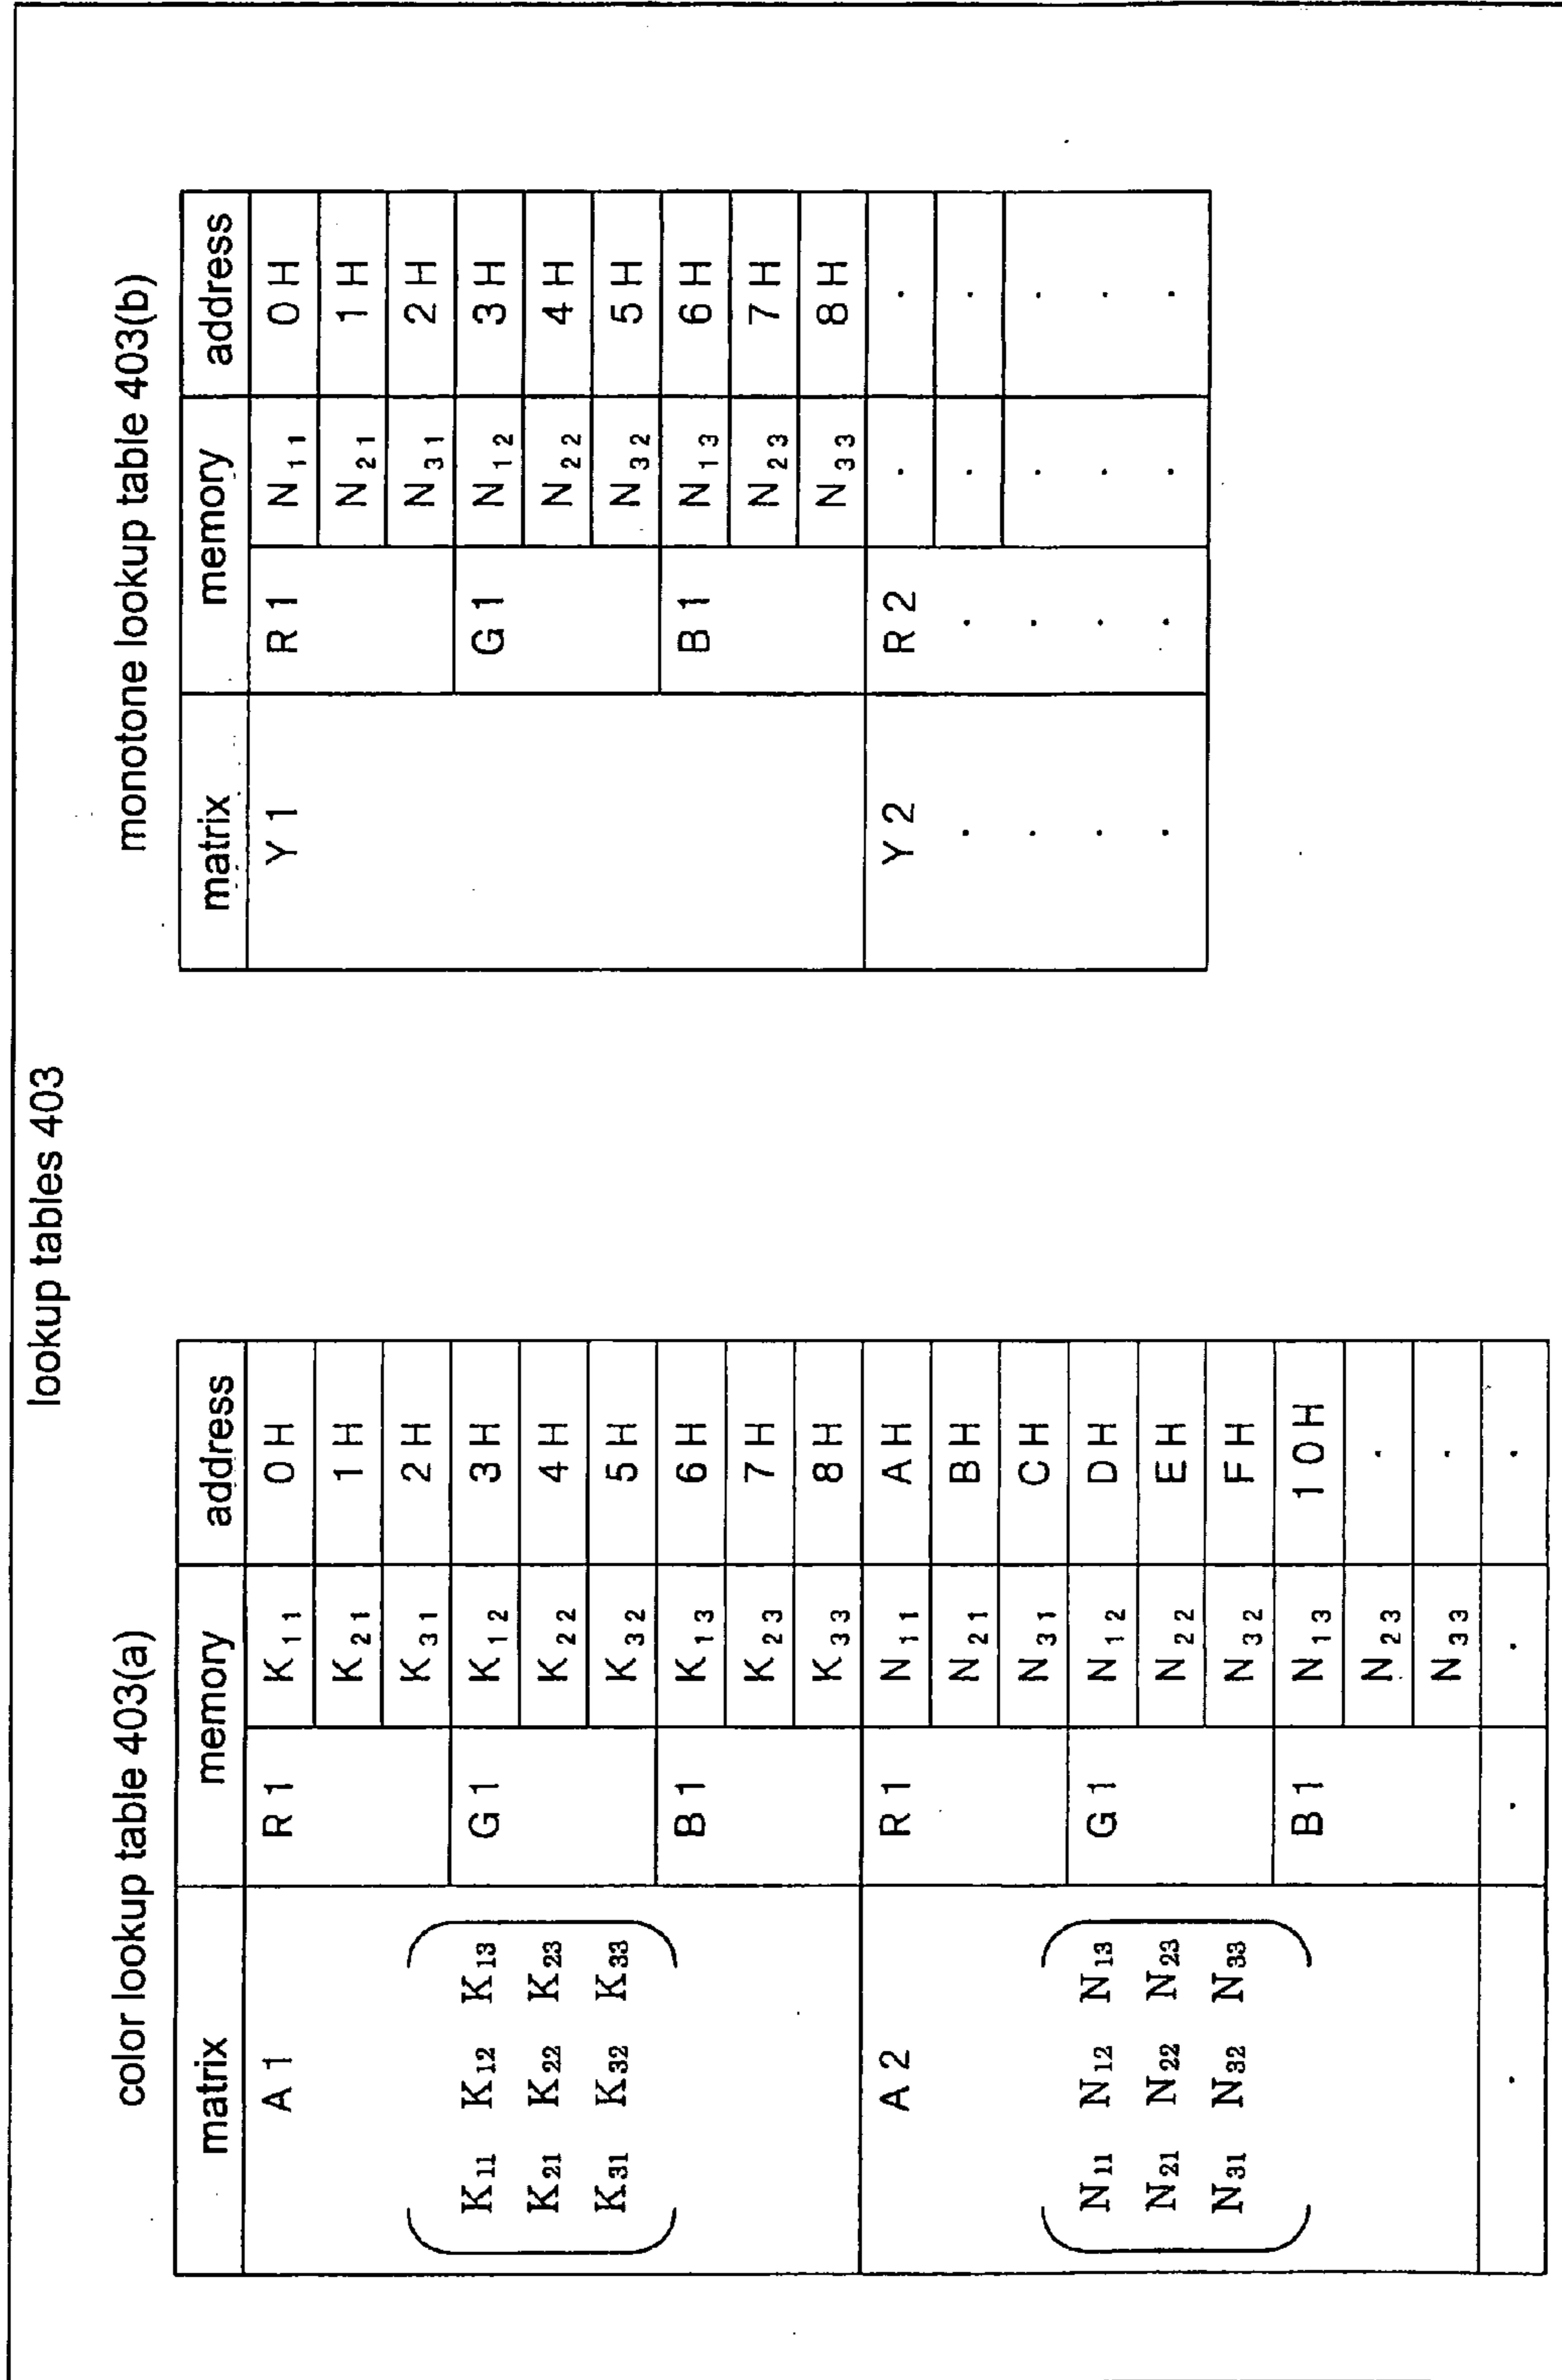 lookup tables 403
color lookup table 403(a)
matrix memory address
A1 R1 K11 0H
K21 1H
K31 2H
K11 K12 K13 G1 K12 3H
K21 K22 K23 K22 4H
K31 K32 K33 K32 5H
B1 K13 6H
K23 7H
K33 8H
A2 R1 N11 AH
N21 BH
N31 CH
N11 N12 N13 G1 N12 DH
N21 N22 N23 N22 EH
N31 N32 N33 N32 FH
B1 N13 10H
N23 .
N33 .
. . . .
monotone lookup table 403(b)
matrix memory address
Y1 R1 N11 0H
N21 1H
N31 2H
G1 N12 3H
N22 4H
N32 5H
B1 N13 6H
N23 7H
N33 8H
Y2 R2 . .
. . . .
. . . .
. . . .
. . . .